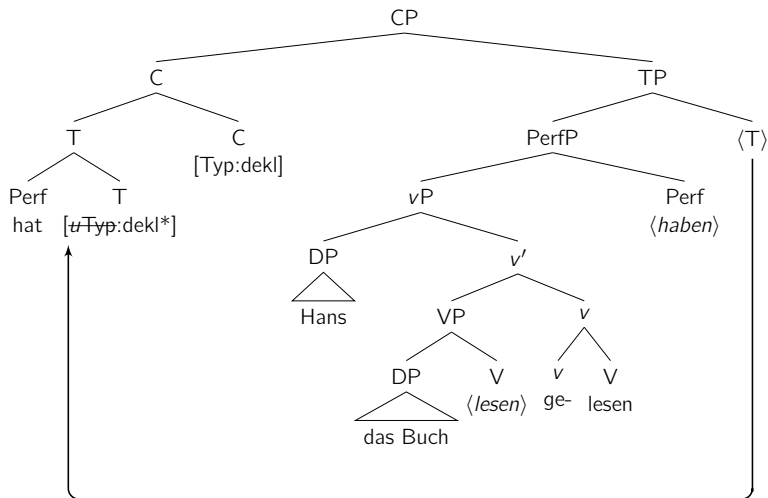 CP
C TP
T C PerfP ⟨T⟩
[Typ:dekl]
Perf T vP Perf
hat [uTyp:dekl*] ⟨haben⟩
DP v′
Hans VP v
DP V v V
⟨lesen⟩ ge- lesen
das Buch